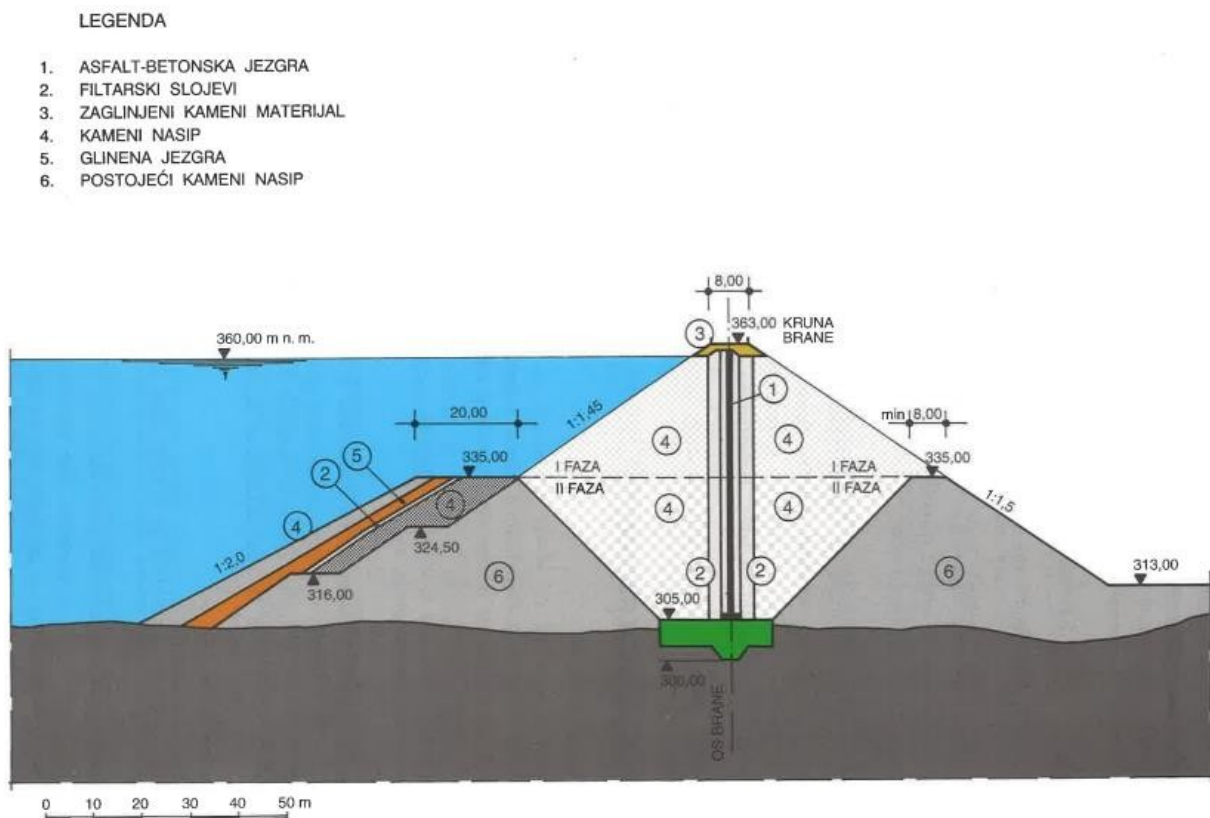 LEGENDA
1. ASFALT-BETONSKA JEZGRA
2. FILTARSKI SLOJEVI
3. ZAGLINJENI KAMENI MATERIJAL
4. KAMENI NASIP
5. GLINENA JEZGRA
6. POSTOJEĆI KAMENI NASIP
8,00
360,00 m n. m.
3
363,00 KRUNA
BRANE
1
20,00
1:1,45
min 8,00
5
2
335,00
4
4
I FAZA
I FAZA
335,00
II FAZA
II FAZA
4
4
4
4
1:1,5
324,50
1:2,0
6
2
2
6
313,00
316,00
305,00
300,00
OS BRANE
0 10 20 30 40 50 m